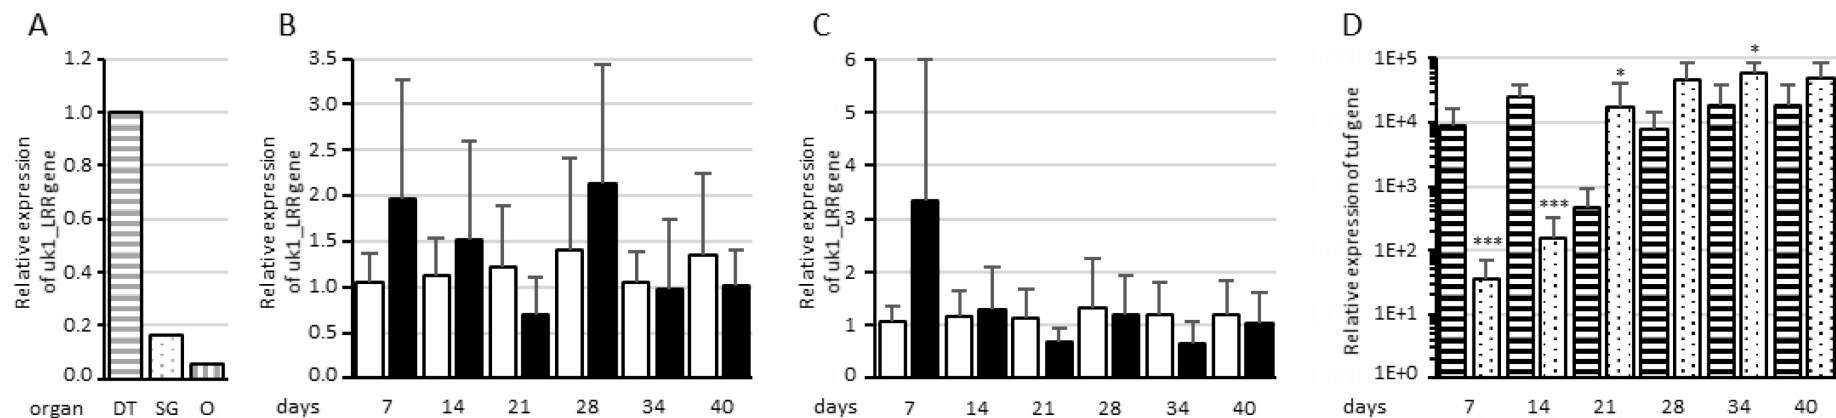 A
Relative expression
of uk1_LRR gene
1.2
1.0
0.8
0.6
0.4
0.2
0.0
organ DT SG O
B
Relative expression
of uk1_LRR gene
3.5
3.0
2.5
2.0
1.5
1.0
0.5
0.0
days 7 14 21 28 34 40
C
Relative expression
of uk1_LRR gene
6
5
4
3
2
1
0
days 7 14 21 28 34 40
D
Relative expression of tuf gene
1E+5
1E+4
1E+3
1E+2
1E+1
1E+0
*** *** * *
days 7 14 21 28 34 40